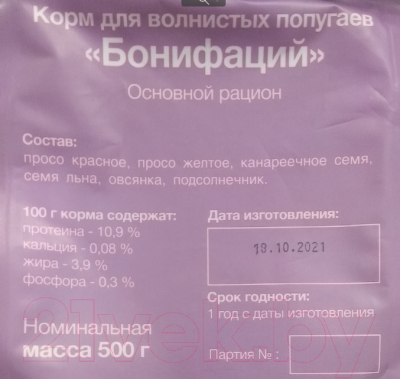 Корм для волнистых попугаев
«Бонифаций»
Основной рацион
Состав:
просо красное, просо желтое, канареечное семя,
семя льна, овсянка, подсолнечник.
100 г корма содержат:
протеина - 10,9 %
кальция - 0,08 %
жира - 3,9 %
фосфора - 0,3 %
Номинальная
масса 500 г
Дата изготовления:
19.10.2021
Срок годности:
1 год с даты изготовления
Партия № :
21vek.by